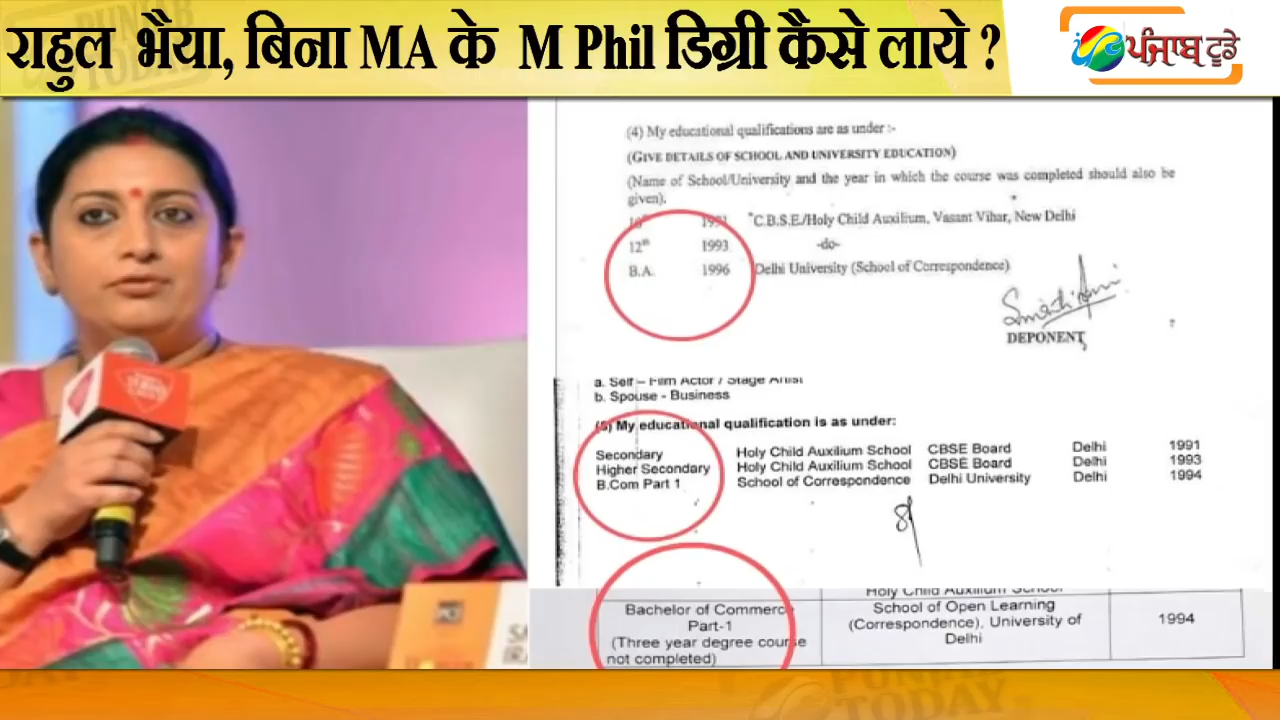 राहुल भैया, बिना MA के M Phil डिग्री कैसे लाये ?
ਪੰਜਾਬ ਟੂਡੇ
(4) My educational qualifications are as under :-
(GIVE DETAILS OF SCHOOL AND UNIVERSITY EDUCATION)
(Name of School/University and the year in which the course was completed should also be
given).
10th 1991 C.B.S.E./Holy Child Auxilium, Vasant Vihar, New Delhi
12th 1993 -do-
B.A. 1996 Delhi University (School of Correspondence)
DEPONENT
a. Self – Film Actor / Stage Artist
b. Spouse - Business
(5) My educational qualification is as under:
Secondary Holy Child Auxilium School CBSE Board Delhi 1991
Higher Secondary Holy Child Auxilium School CBSE Board Delhi 1993
B.Com Part 1 School of Correspondence Delhi University Delhi 1994
Holy Child Auxilium School
Bachelor of Commerce
Part-1
(Three year degree course
not completed)
School of Open Learning
(Correspondence), University of
Delhi
1994
PUNJAB
TODAY